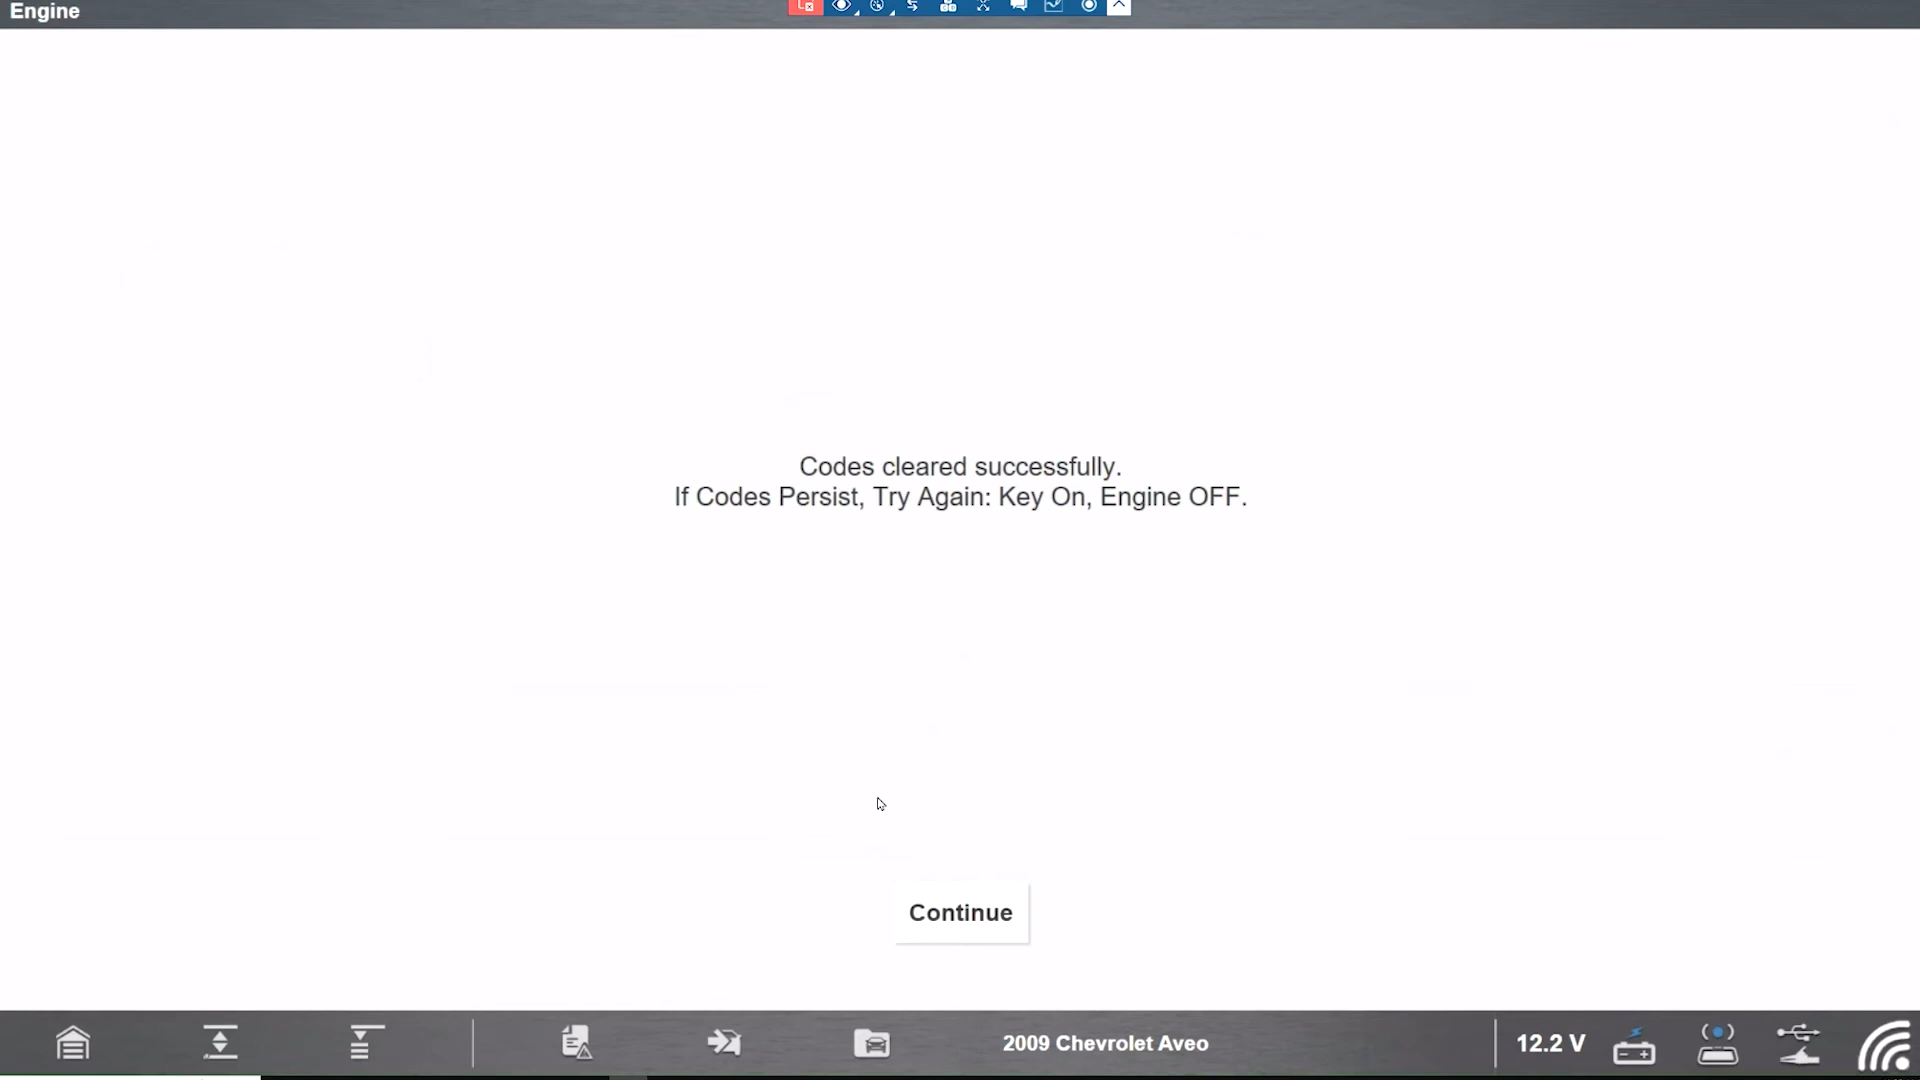 Engine
Codes cleared successfully.
If Codes Persist, Try Again: Key On, Engine OFF.
Continue
2009 Chevrolet Aveo
12.2 V